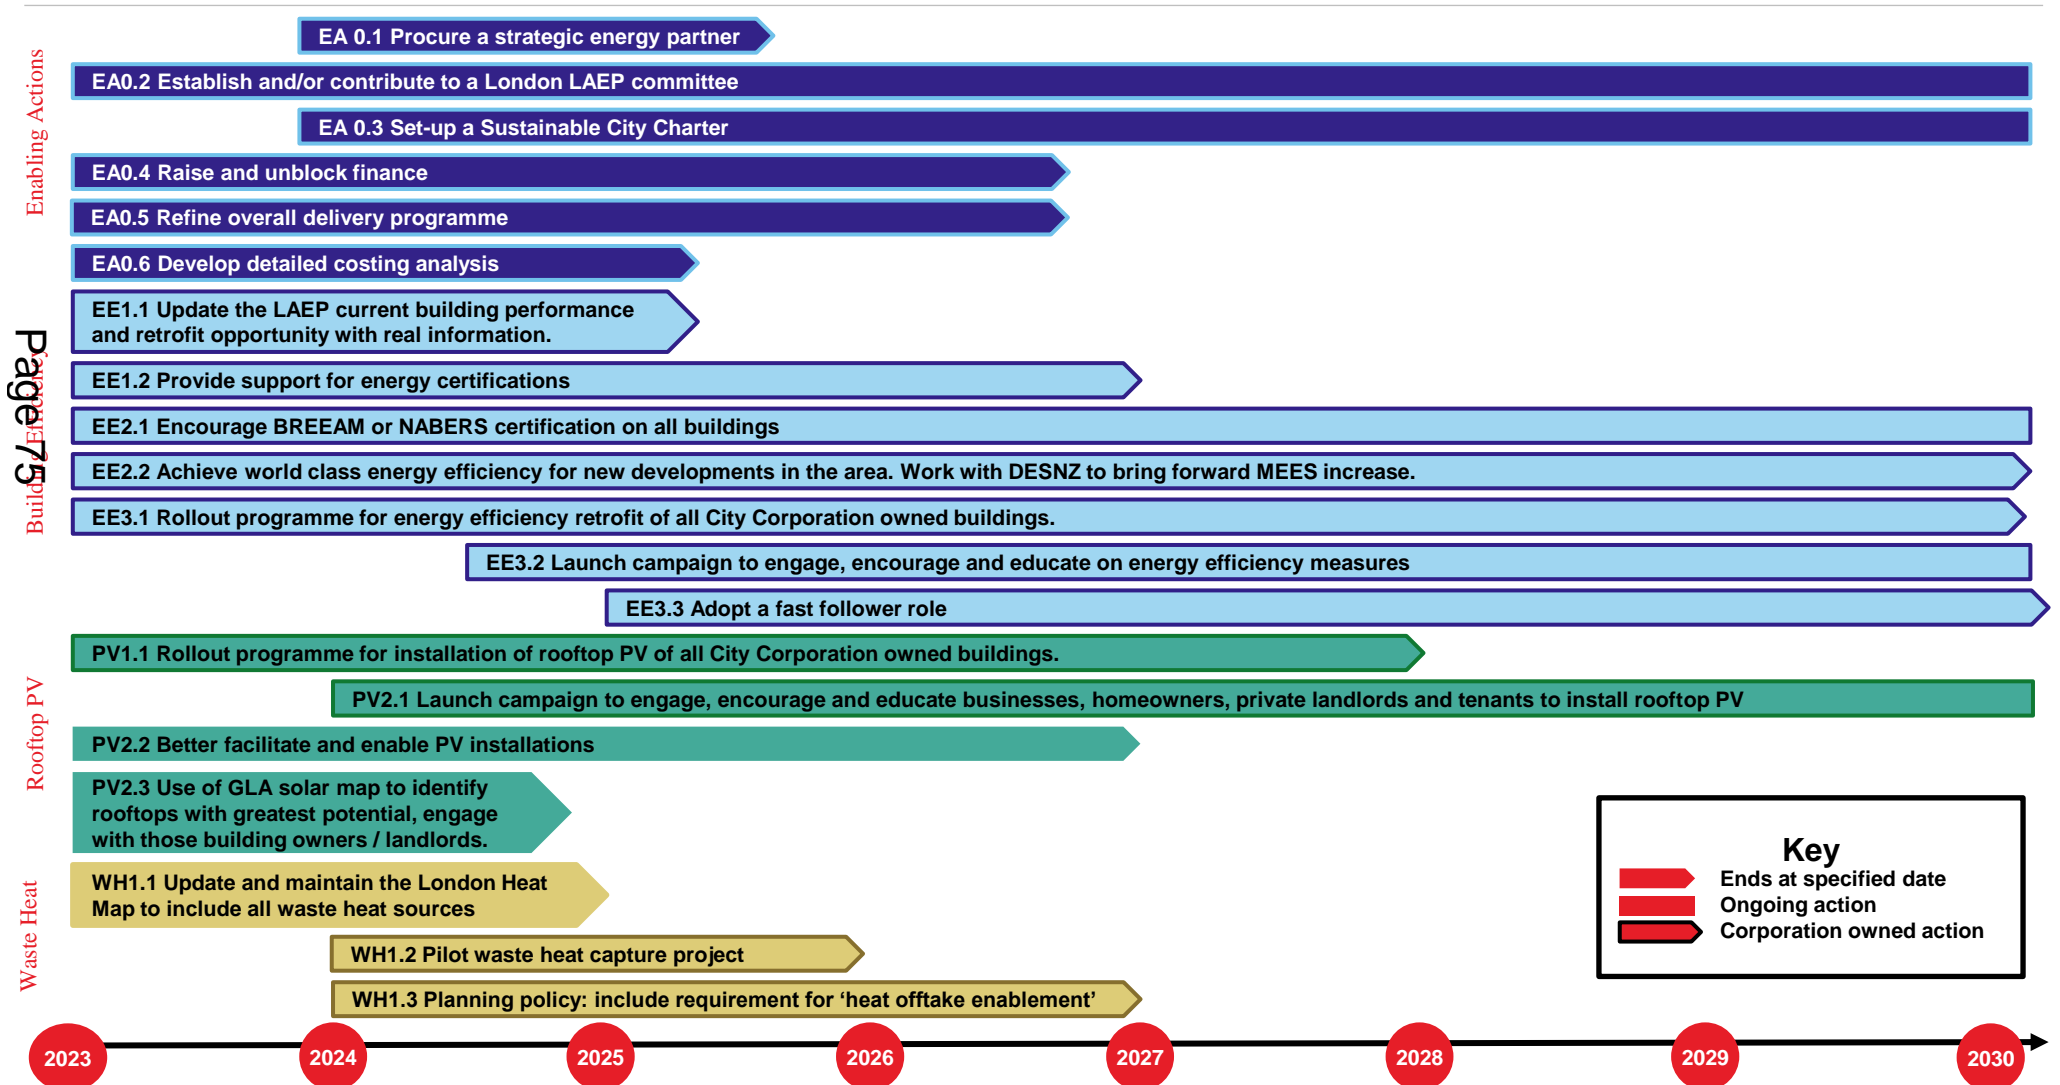 Enabling Actions
EA 0.1 Procure a strategic energy partner
EA0.2 Establish and/or contribute to a London LAEP committee
EA 0.3 Set-up a Sustainable City Charter
EA0.4 Raise and unblock finance
EA0.5 Refine overall delivery programme
EA0.6 Develop detailed costing analysis
Page 75
Building Efficiency
EE1.1 Update the LAEP current building performance
and retrofit opportunity with real information.
EE1.2 Provide support for energy certifications
EE2.1 Encourage BREEAM or NABERS certification on all buildings
EE2.2 Achieve world class energy efficiency for new developments in the area. Work with DESNZ to bring forward MEES increase.
EE3.1 Rollout programme for energy efficiency retrofit of all City Corporation owned buildings.
EE3.2 Launch campaign to engage, encourage and educate on energy efficiency measures
EE3.3 Adopt a fast follower role
Rooftop PV
PV1.1 Rollout programme for installation of rooftop PV of all City Corporation owned buildings.
PV2.1 Launch campaign to engage, encourage and educate businesses, homeowners, private landlords and tenants to install rooftop PV
PV2.2 Better facilitate and enable PV installations
PV2.3 Use of GLA solar map to identify
rooftops with greatest potential, engage
with those building owners / landlords.
Waste Heat
WH1.1 Update and maintain the London Heat
Map to include all waste heat sources
WH1.2 Pilot waste heat capture project
WH1.3 Planning policy: include requirement for ‘heat offtake enablement’
Key
Ends at specified date
Ongoing action
Corporation owned action
2023 2024 2025 2026 2027 2028 2029 2030